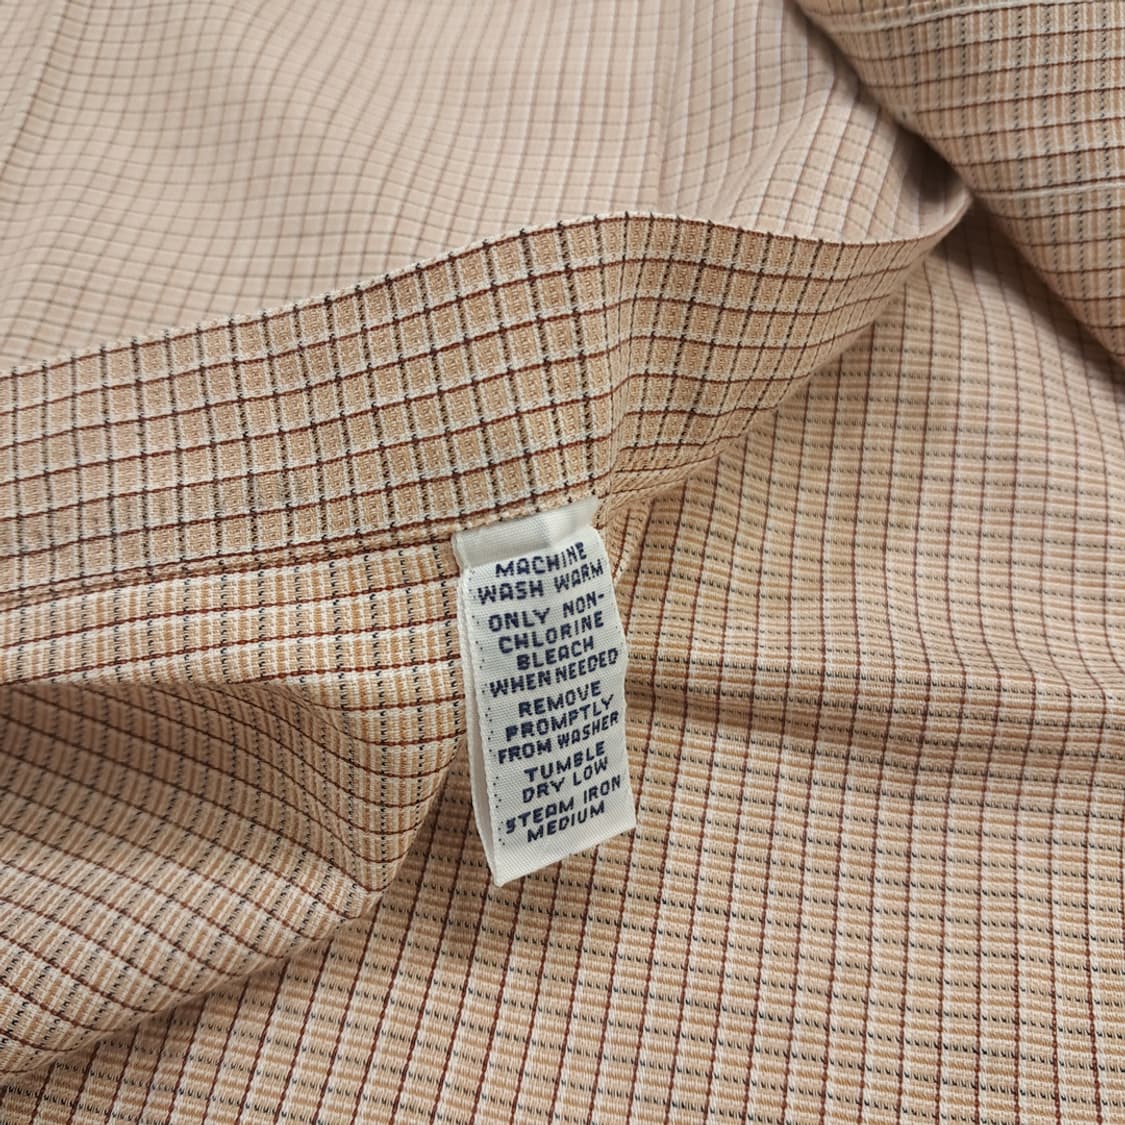 MACHINE
WASH WARM
ONLY NON-
CHLORINE
BLEACH
WHEN NEEDED
REMOVE
PROMPTLY
FROM WASHER
TUMBLE
DRY LOW
STEAM IRON
MEDIUM